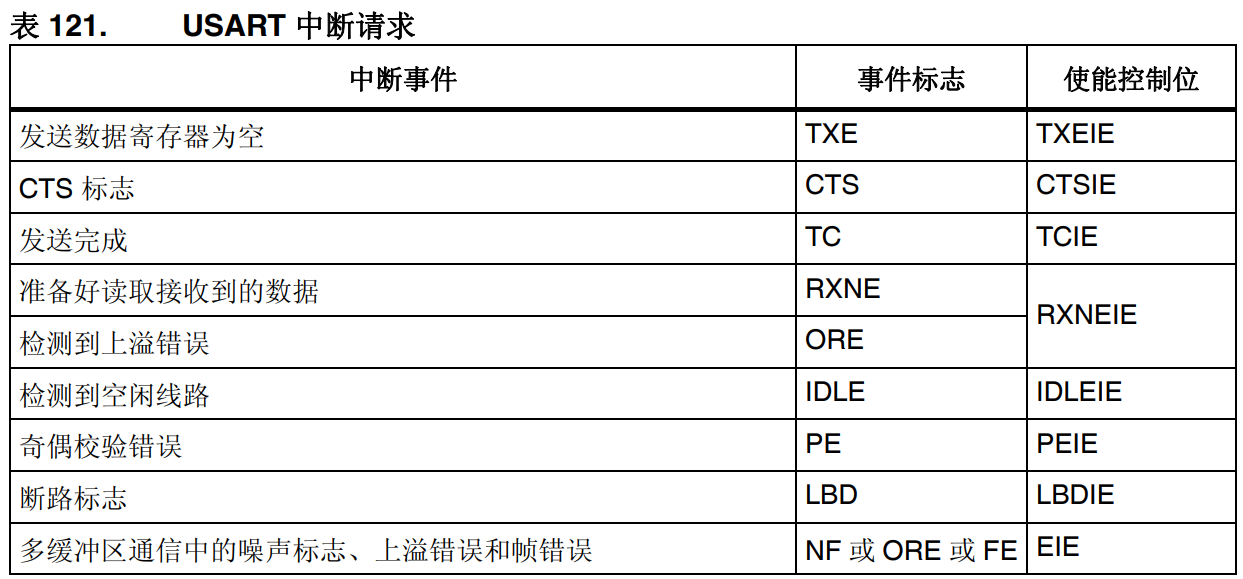 表 121. USART 中断请求
中断事件 事件标志 使能控制位
发送数据寄存器为空 TXE TXEIE
CTS 标志 CTS CTSIE
发送完成 TC TCIE
准备好读取接收到的数据 RXNE
RXNEIE
检测到上溢错误 ORE
检测到空闲线路 IDLE IDLEIE
奇偶校验错误 PE PEIE
断路标志 LBD LBDIE
多缓冲区通信中的噪声标志、上溢错误和帧错误 NF 或 ORE 或 FE EIE